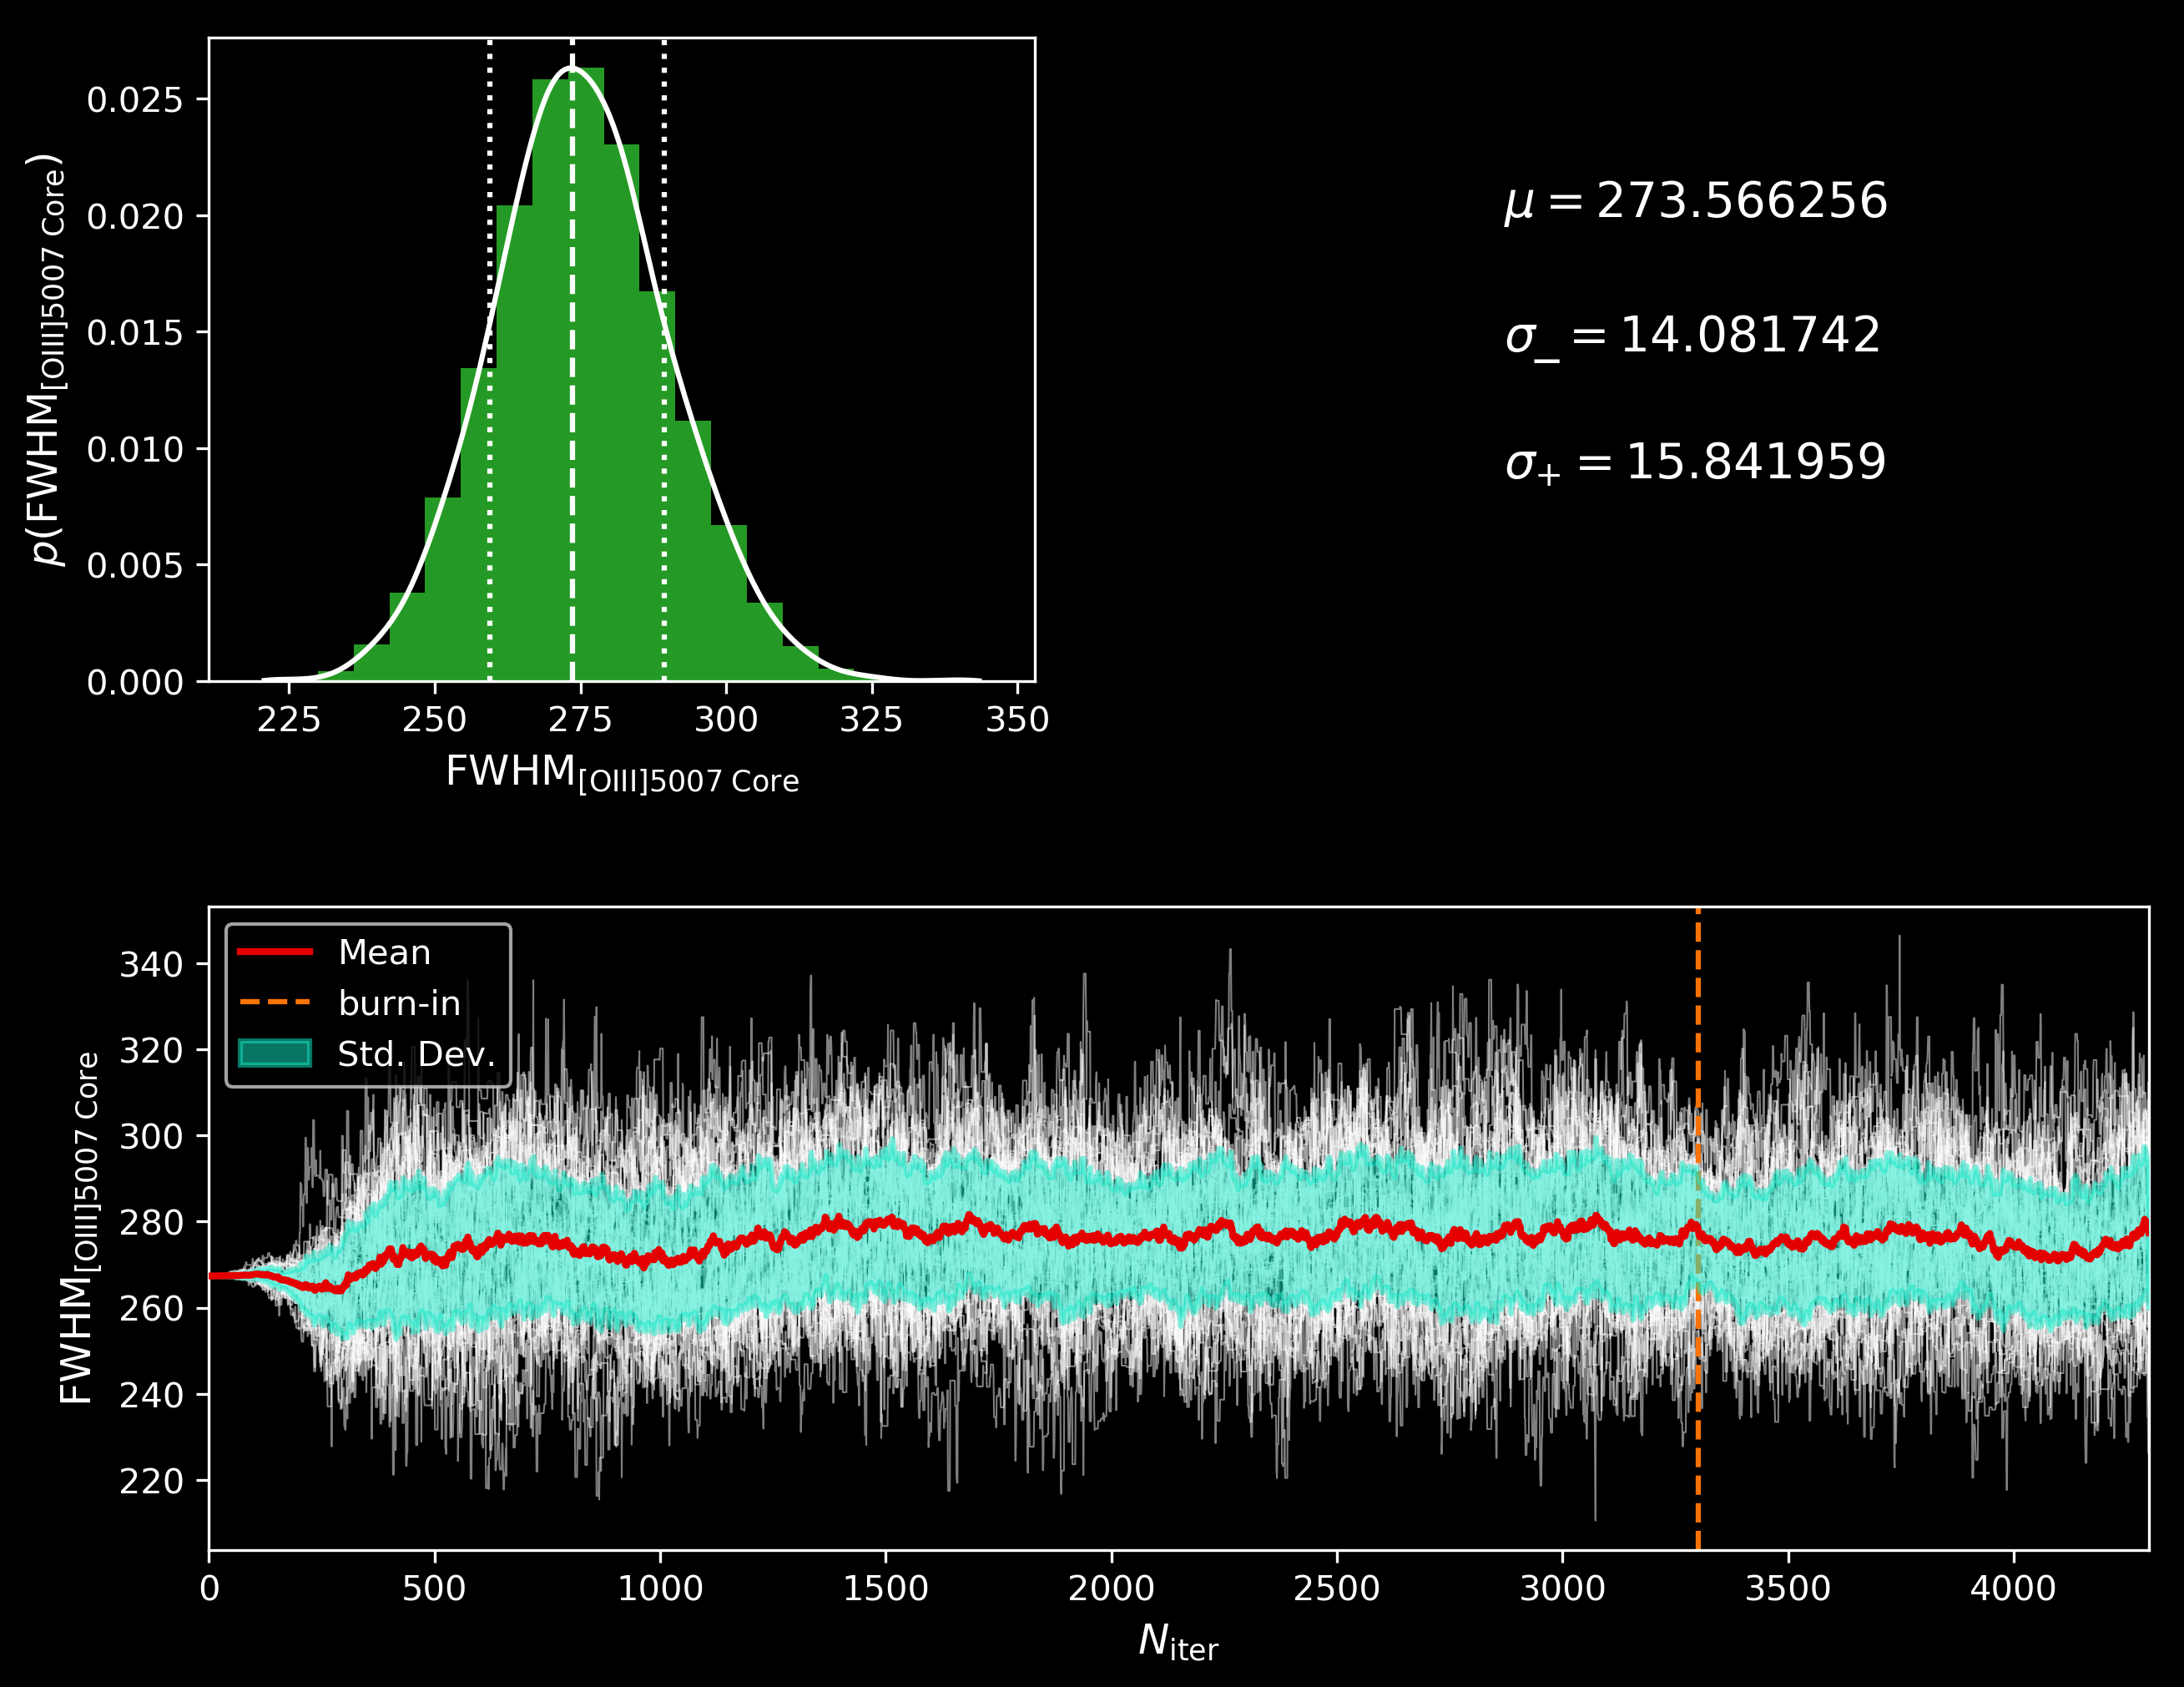 p(FWHM[OIII]5007 Core)
0.025
0.020
0.015
0.010
0.005
0.000
225 250 275 300 325 350
FWHM[OIII]5007 Core
μ = 273.566256
σ− = 14.081742
σ+ = 15.841959
FWHM[OIII]5007 Core
340
320
300
280
260
240
220
Mean
burn-in
Std. Dev.
0 500 1000 1500 2000 2500 3000 3500 4000
Niter